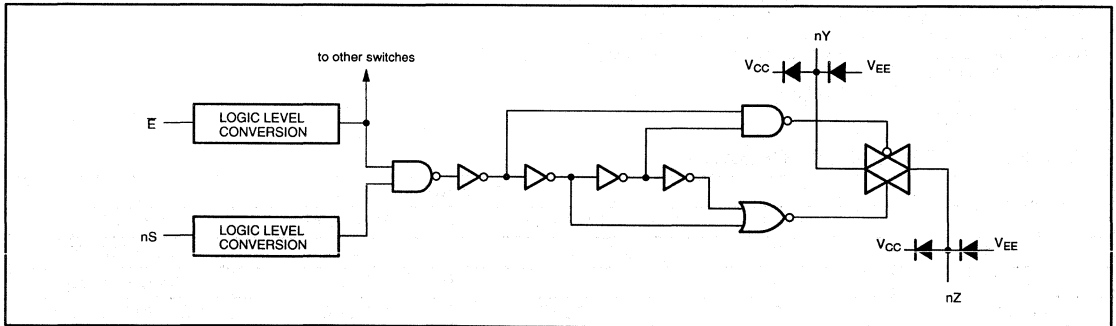 nY
to other switches
VCC
VEE
E̅
LOGIC LEVEL
CONVERSION
nS
LOGIC LEVEL
CONVERSION
VCC
VEE
nZ